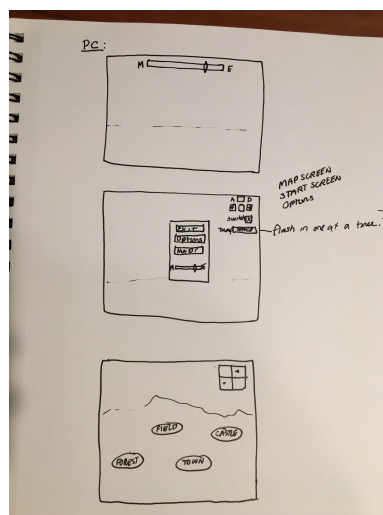 PC:
M E
MAP SCREEN
START SCREEN
OPTIONS
A D
SWITCH
EXIT
OPTIONS
MAP
flash in one at a time.
FIELD
CASTLE
FOREST
TOWN